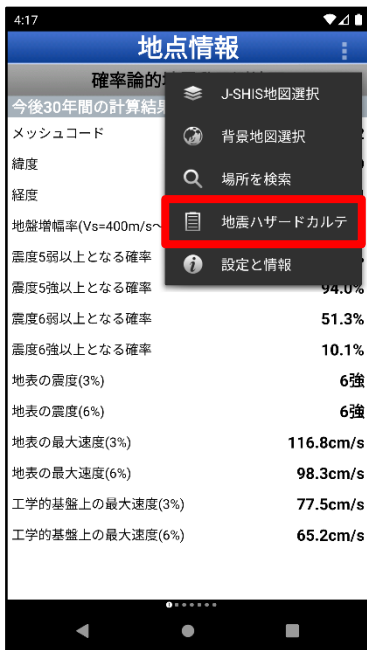 4:17
地点情報
確率論的
今後30年間の計算結果
J-SHIS地図選択
背景地図選択
場所を検索
地震ハザードカルテ
設定と情報
メッシュコード
緯度
経度
地盤増幅率(Vs=400m/s～
震度5弱以上となる確率
震度5強以上となる確率 94.0%
震度6弱以上となる確率 51.3%
震度6強以上となる確率 10.1%
地表の震度(3%) 6強
地表の震度(6%) 6強
地表の最大速度(3%) 116.8cm/s
地表の最大速度(6%) 98.3cm/s
工学的基盤上の最大速度(3%) 77.5cm/s
工学的基盤上の最大速度(6%) 65.2cm/s